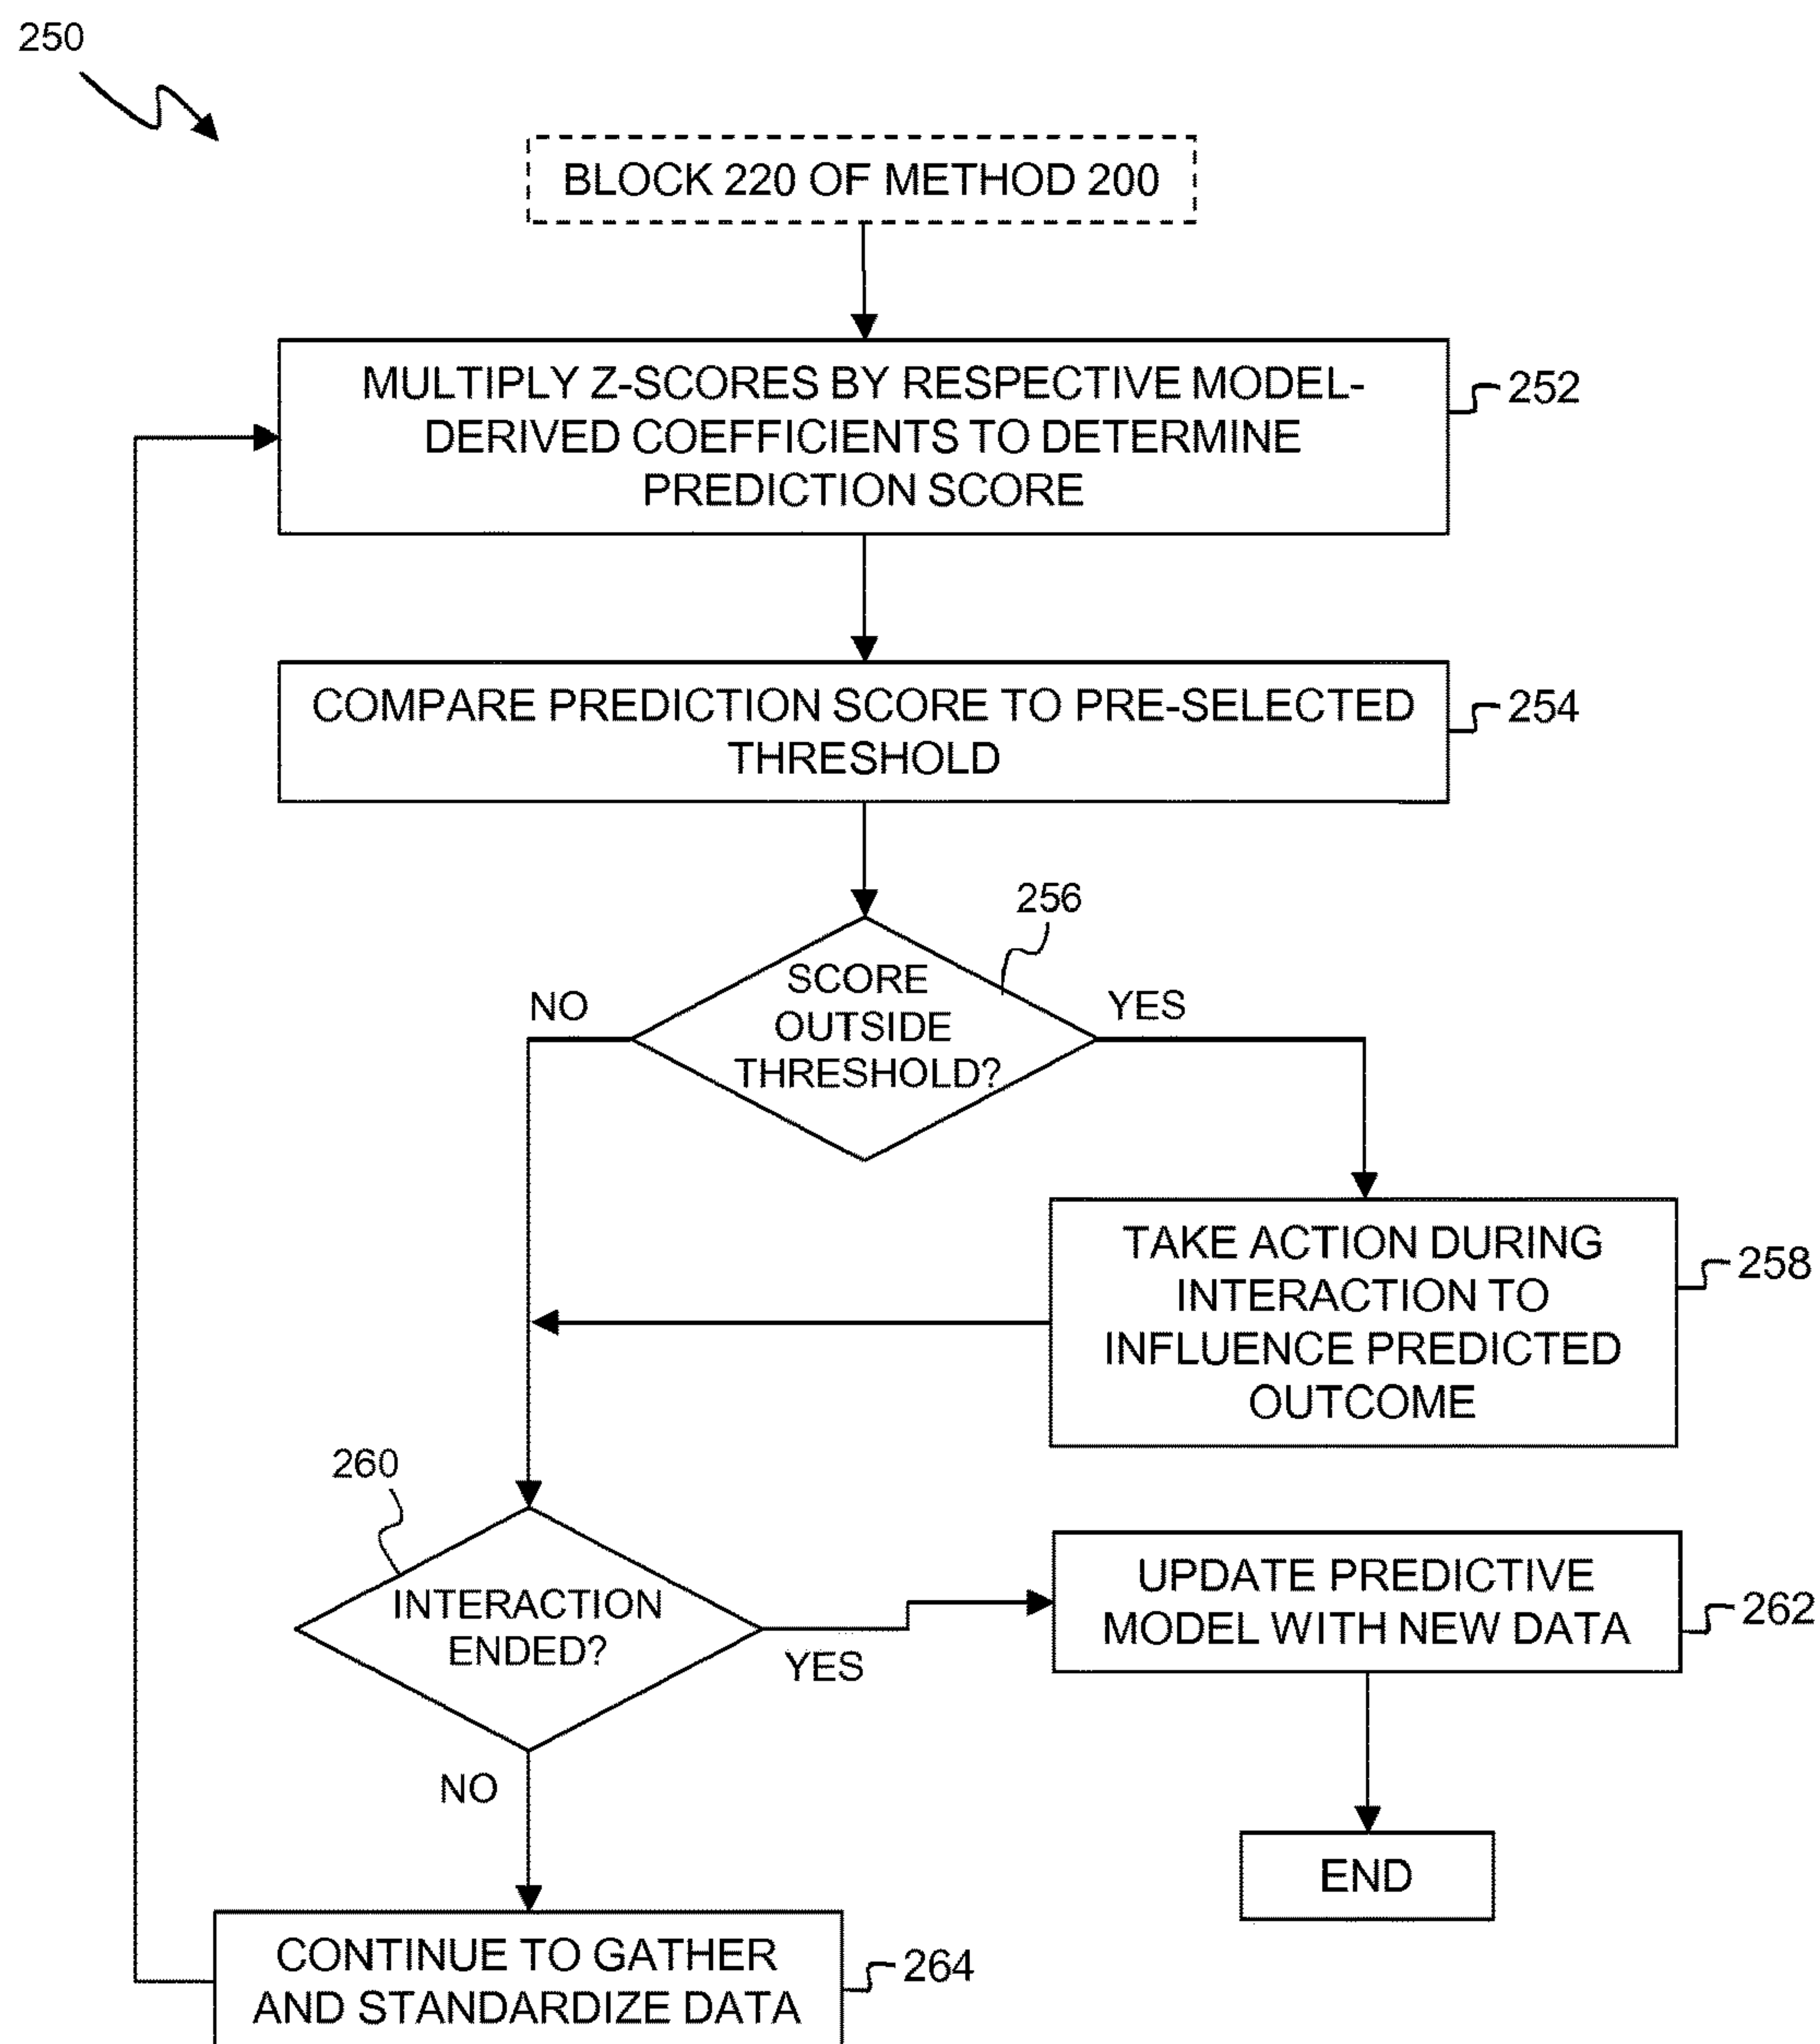 250
BLOCK 220 OF METHOD 200
MULTIPLY Z-SCORES BY RESPECTIVE MODEL-
DERIVED COEFFICIENTS TO DETERMINE
PREDICTION SCORE
252
COMPARE PREDICTION SCORE TO PRE-SELECTED
THRESHOLD
254
256
SCORE
OUTSIDE
THRESHOLD?
NO
YES
TAKE ACTION DURING
INTERACTION TO
INFLUENCE PREDICTED
OUTCOME
258
260
INTERACTION
ENDED?
YES
NO
UPDATE PREDICTIVE
MODEL WITH NEW DATA
262
END
CONTINUE TO GATHER
AND STANDARDIZE DATA
264